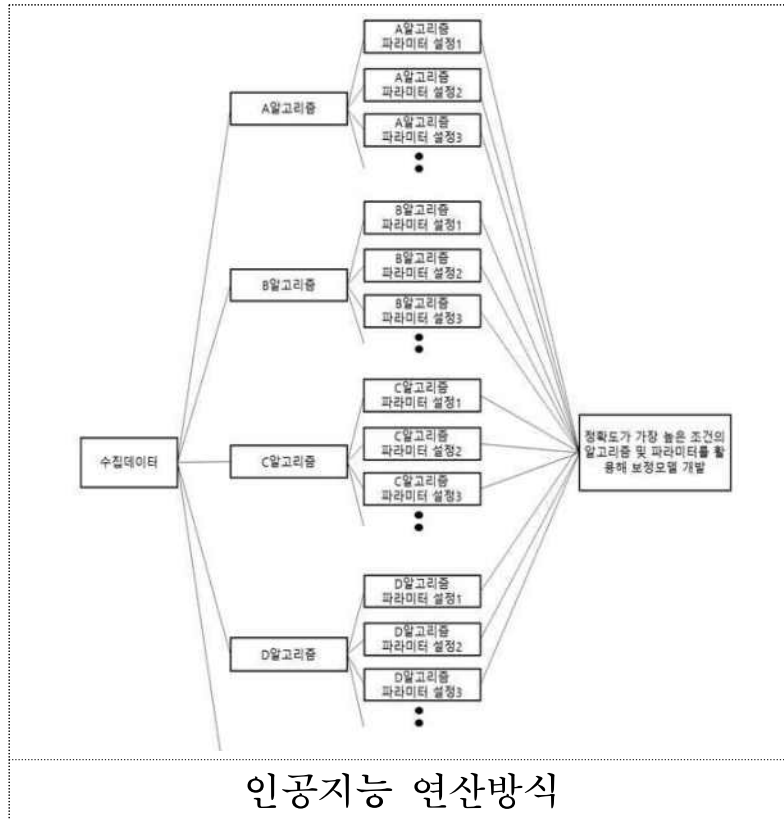 A알고리즘
파라미터 설정1
A알고리즘
파라미터 설정2
A알고리즘
A알고리즘
파라미터 설정3
B알고리즘
파라미터 설정1
B알고리즘
파라미터 설정2
B알고리즘
B알고리즘
파라미터 설정3
C알고리즘
파라미터 설정1
수집데이터
C알고리즘
C알고리즘
파라미터 설정2
C알고리즘
파라미터 설정3
정확도가 가장 높은 조건의
알고리즘 및 파라미터를 활
용해 보정모델 개발
D알고리즘
파라미터 설정1
D알고리즘
D알고리즘
파라미터 설정2
D알고리즘
파라미터 설정3
인공지능 연산방식